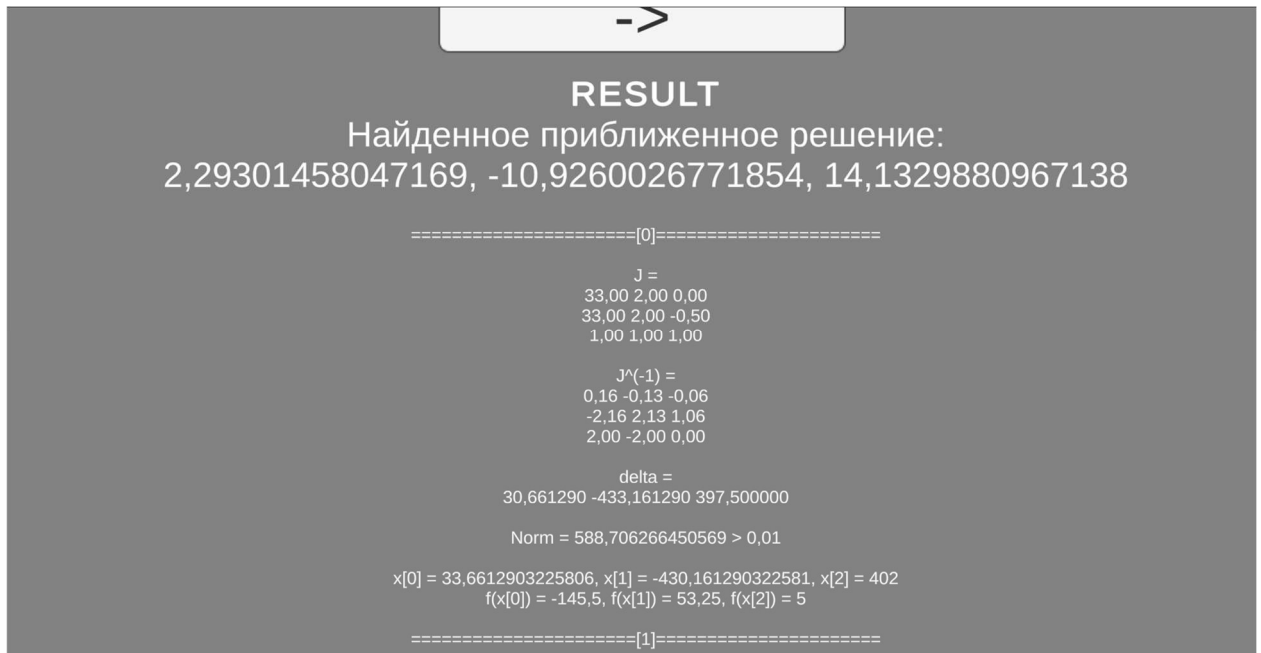 ->
RESULT
Найденное приближенное решение:
2,29301458047169, -10,9260026771854, 14,1329880967138
======================[0]======================
J =
33,00 2,00 0,00
33,00 2,00 -0,50
1,00 1,00 1,00
J^(-1) =
0,16 -0,13 -0,06
-2,16 2,13 1,06
2,00 -2,00 0,00
delta =
30,661290 -433,161290 397,500000
Norm = 588,706266450569 > 0,01
x[0] = 33,6612903225806, x[1] = -430,161290322581, x[2] = 402
f(x[0]) = -145,5, f(x[1]) = 53,25, f(x[2]) = 5
======================[1]======================